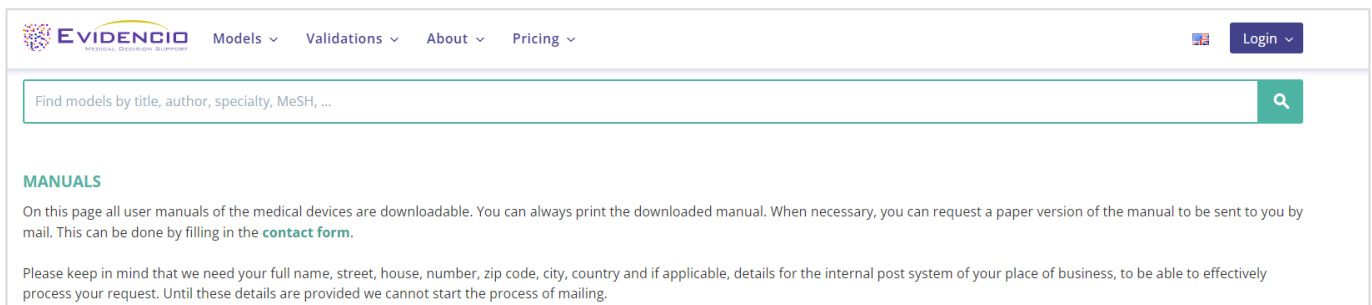 EVIDENCIO
MEDICAL DECISION SUPPORT
Models Validations About Pricing Login
Find models by title, author, specialty, MeSH, ...
MANUALS
On this page all user manuals of the medical devices are downloadable. You can always print the downloaded manual. When necessary, you can request a paper version of the manual to be sent to you by
mail. This can be done by filling in the contact form.
Please keep in mind that we need your full name, street, house, number, zip code, city, country and if applicable, details for the internal post system of your place of business, to be able to effectively
process your request. Until these details are provided we cannot start the process of mailing.